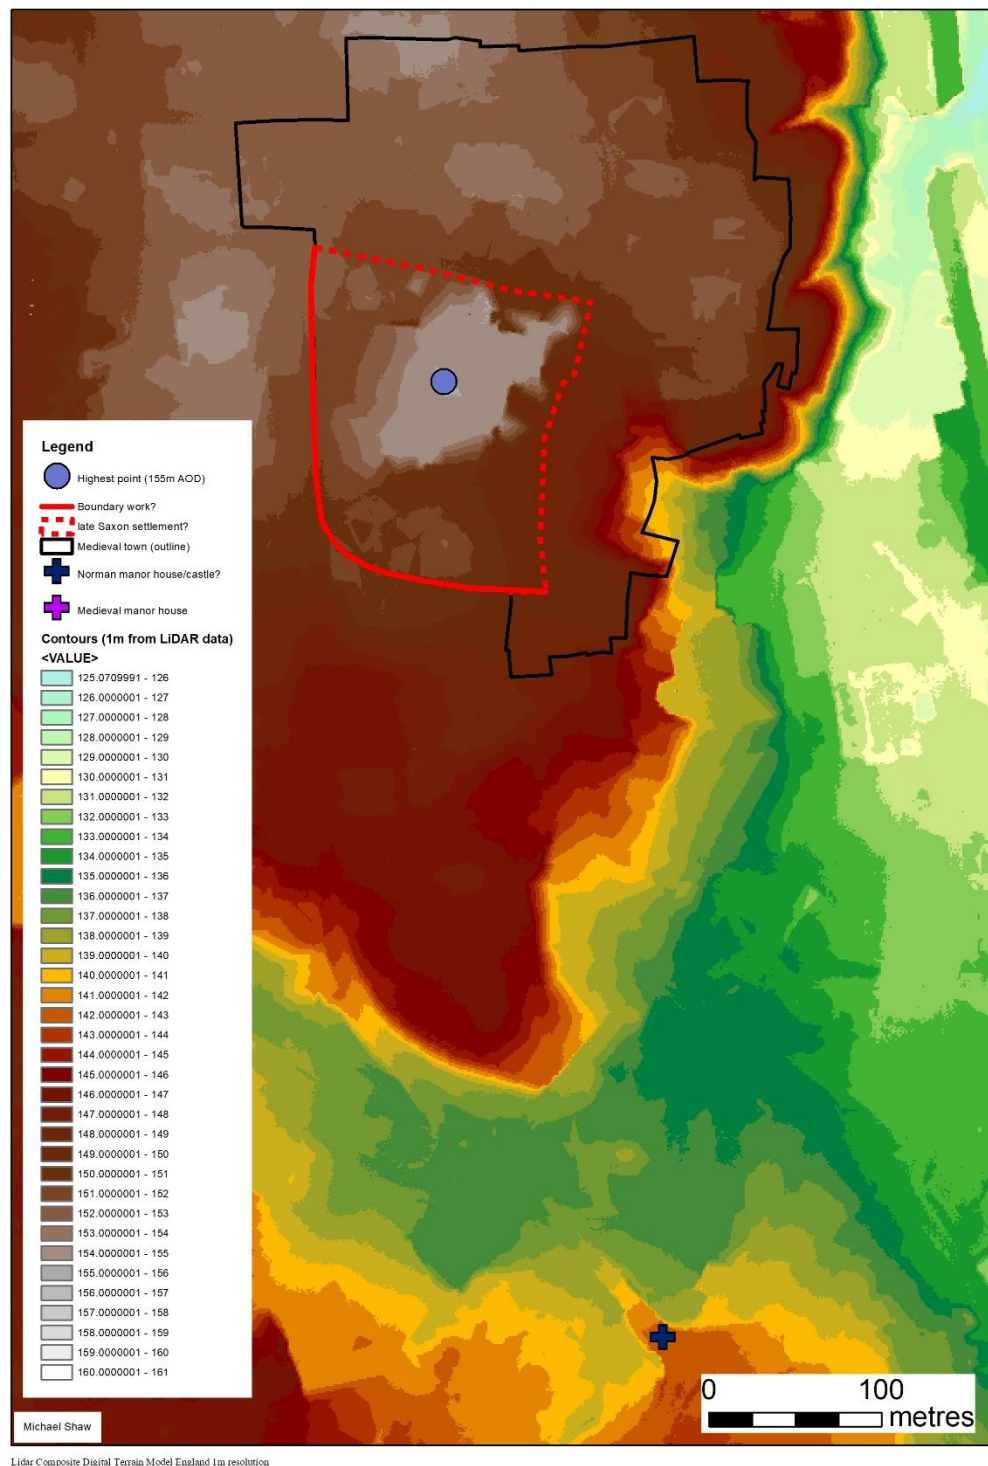 Legend
Highest point (155m AOD)
Boundary work?
late Saxon settlement?
Medieval town (outline)
Norman manor house/castle?
Medieval manor house
Contours (1m from LiDAR data)
<VALUE>
125.0709991 - 126
126.0000001 - 127
127.0000001 - 128
128.0000001 - 129
129.0000001 - 130
130.0000001 - 131
131.0000001 - 132
132.0000001 - 133
133.0000001 - 134
134.0000001 - 135
135.0000001 - 136
136.0000001 - 137
137.0000001 - 138
138.0000001 - 139
139.0000001 - 140
140.0000001 - 141
141.0000001 - 142
142.0000001 - 143
143.0000001 - 144
144.0000001 - 145
145.0000001 - 146
146.0000001 - 147
147.0000001 - 148
148.0000001 - 149
149.0000001 - 150
150.0000001 - 151
151.0000001 - 152
152.0000001 - 153
153.0000001 - 154
154.0000001 - 155
155.0000001 - 156
156.0000001 - 157
157.0000001 - 158
158.0000001 - 159
159.0000001 - 160
160.0000001 - 161
0 100
metres
Michael Shaw
Lidar Composite Digital Terrain Model England 1m resolution